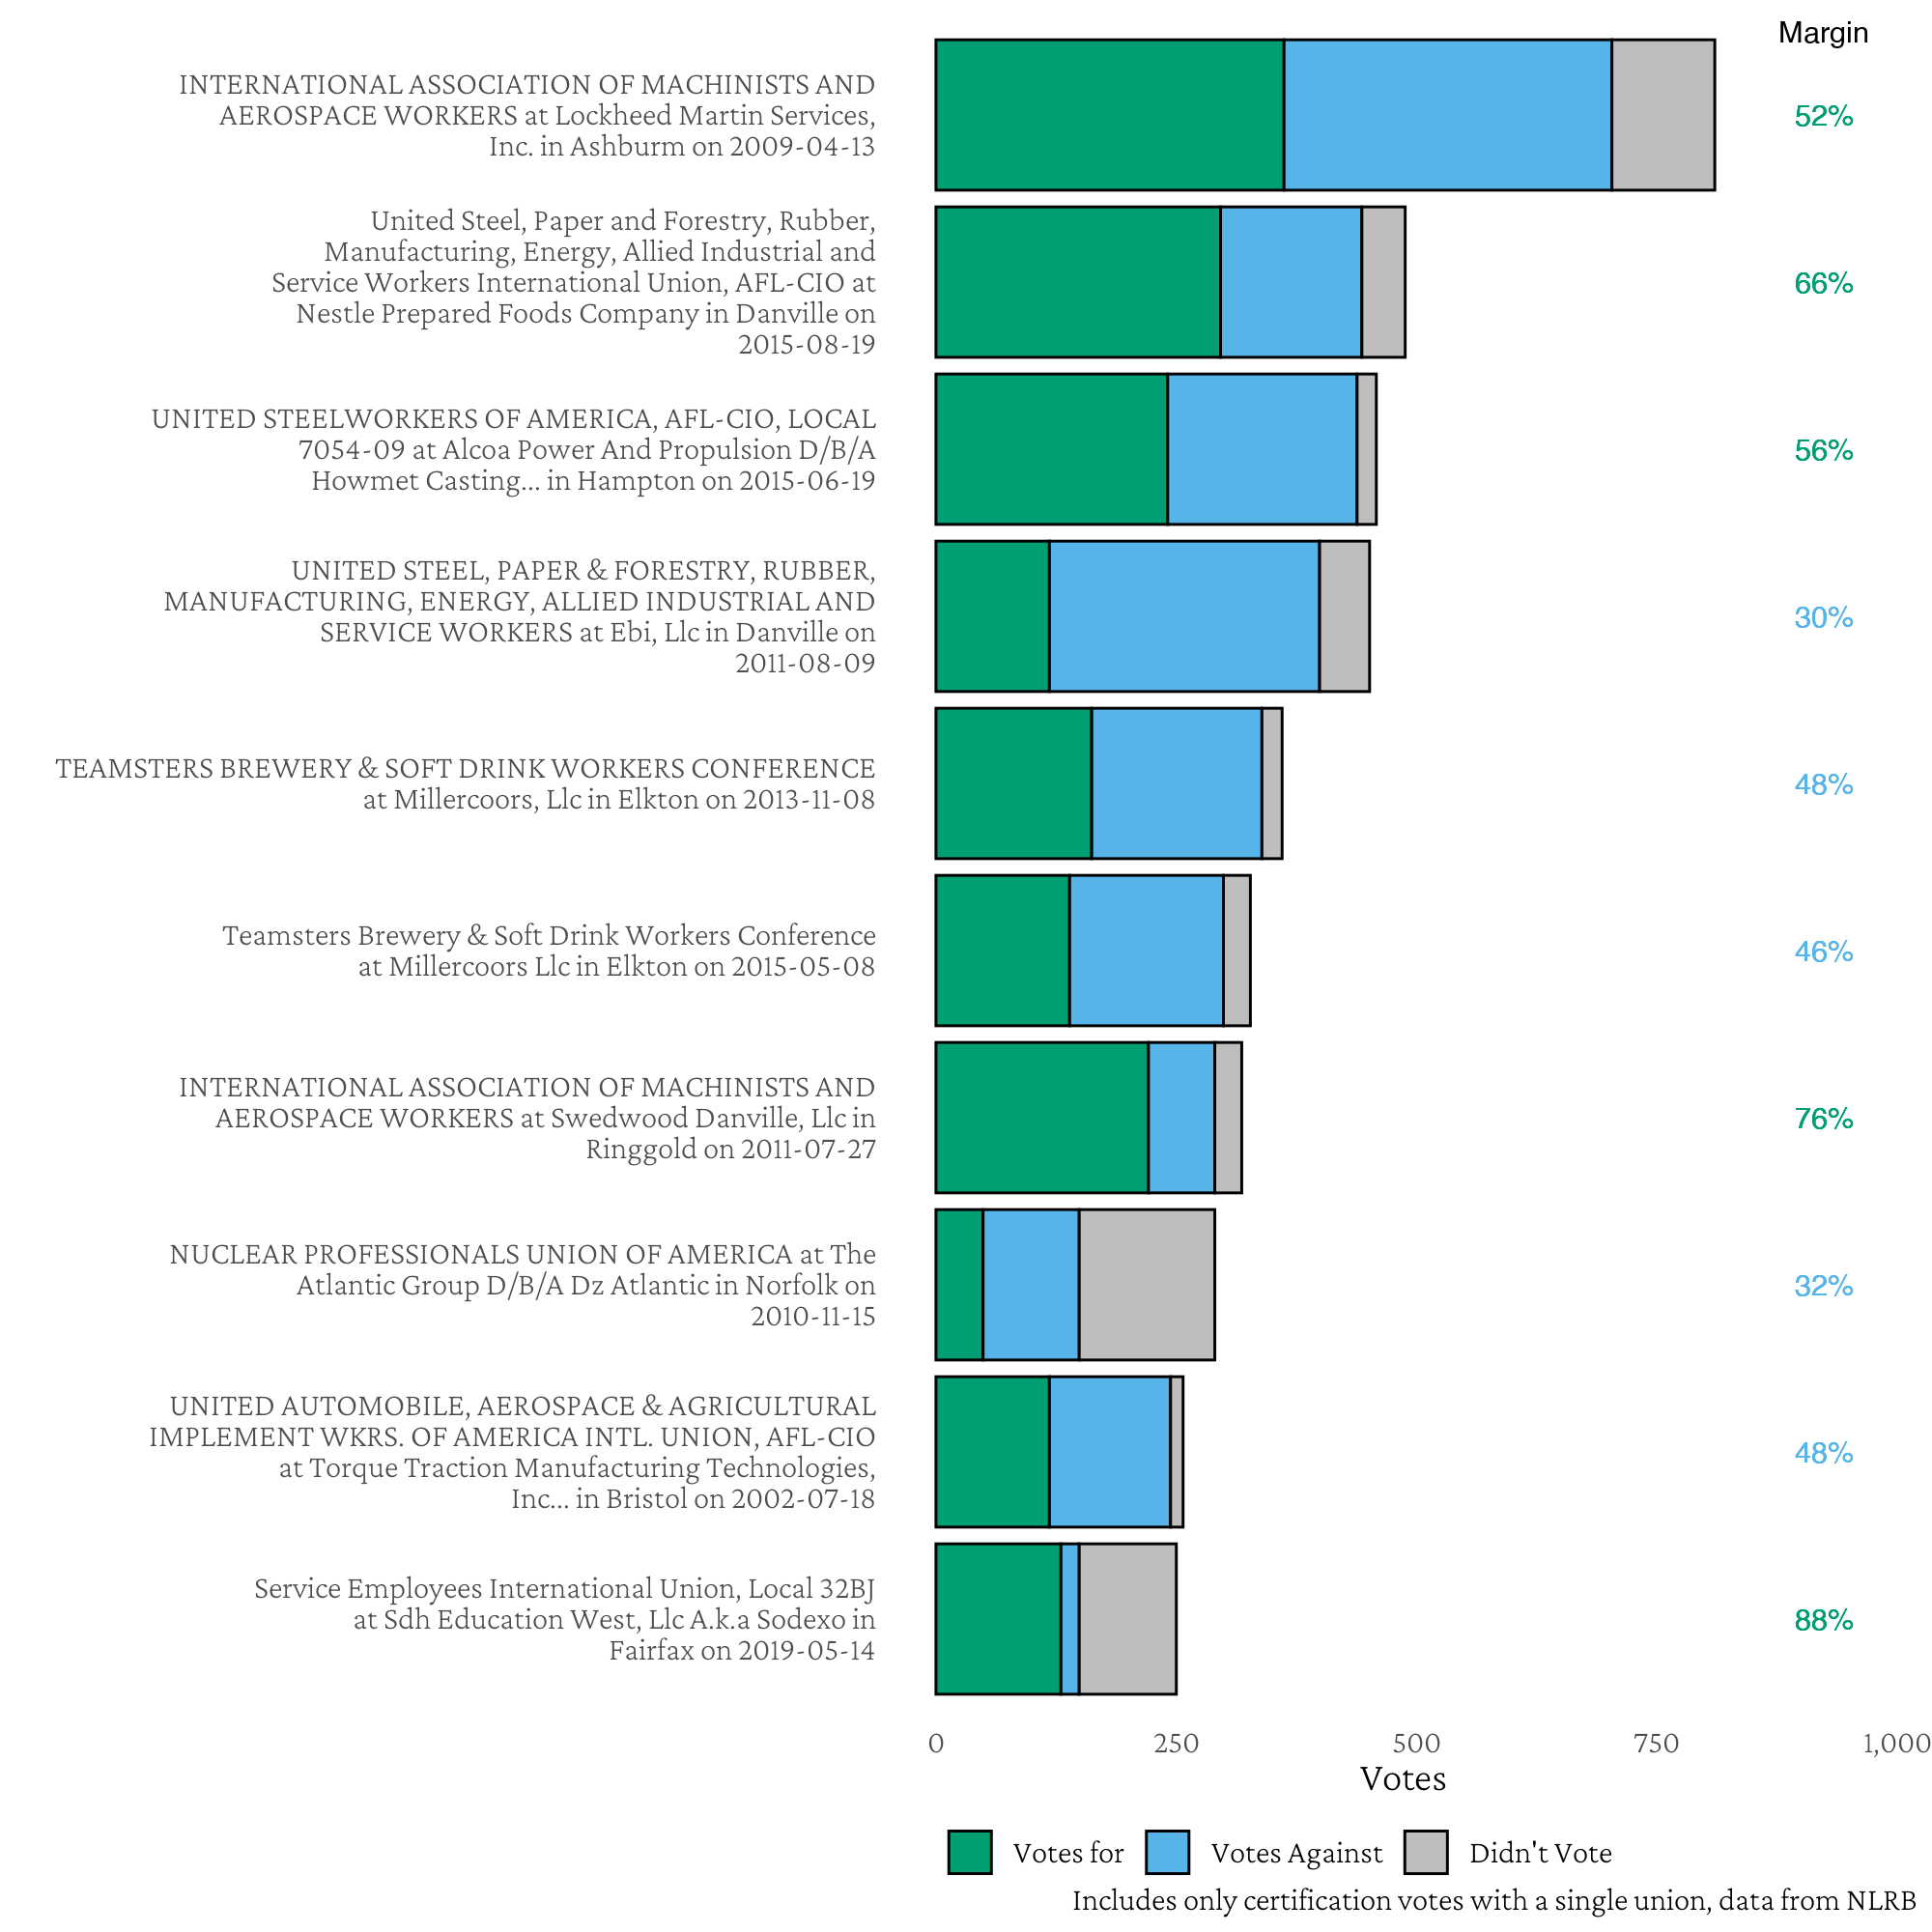 Margin
INTERNATIONAL ASSOCIATION OF MACHINISTS AND
AEROSPACE WORKERS at Lockheed Martin Services,
Inc. in Ashburm on 2009-04-13
52%
United Steel, Paper and Forestry, Rubber,
Manufacturing, Energy, Allied Industrial and
Service Workers International Union, AFL-CIO at
Nestle Prepared Foods Company in Danville on
2015-08-19
66%
UNITED STEELWORKERS OF AMERICA, AFL-CIO, LOCAL
7054-09 at Alcoa Power And Propulsion D/B/A
Howmet Casting... in Hampton on 2015-06-19
56%
UNITED STEEL, PAPER & FORESTRY, RUBBER,
MANUFACTURING, ENERGY, ALLIED INDUSTRIAL AND
SERVICE WORKERS at Ebi, Llc in Danville on
2011-08-09
30%
TEAMSTERS BREWERY & SOFT DRINK WORKERS CONFERENCE
at Millercoors, Llc in Elkton on 2013-11-08
48%
Teamsters Brewery & Soft Drink Workers Conference
at Millercoors Llc in Elkton on 2015-05-08
46%
INTERNATIONAL ASSOCIATION OF MACHINISTS AND
AEROSPACE WORKERS at Swedwood Danville, Llc in
Ringgold on 2011-07-27
76%
NUCLEAR PROFESSIONALS UNION OF AMERICA at The
Atlantic Group D/B/A Dz Atlantic in Norfolk on
2010-11-15
32%
UNITED AUTOMOBILE, AEROSPACE & AGRICULTURAL
IMPLEMENT WKRS. OF AMERICA INTL. UNION, AFL-CIO
at Torque Traction Manufacturing Technologies,
Inc... in Bristol on 2002-07-18
48%
Service Employees International Union, Local 32BJ
at Sdh Education West, Llc A.k.a Sodexo in
Fairfax on 2019-05-14
88%
0 250 500 750 1,000
Votes
Votes for Votes Against Didn't Vote
Includes only certification votes with a single union, data from NLRB